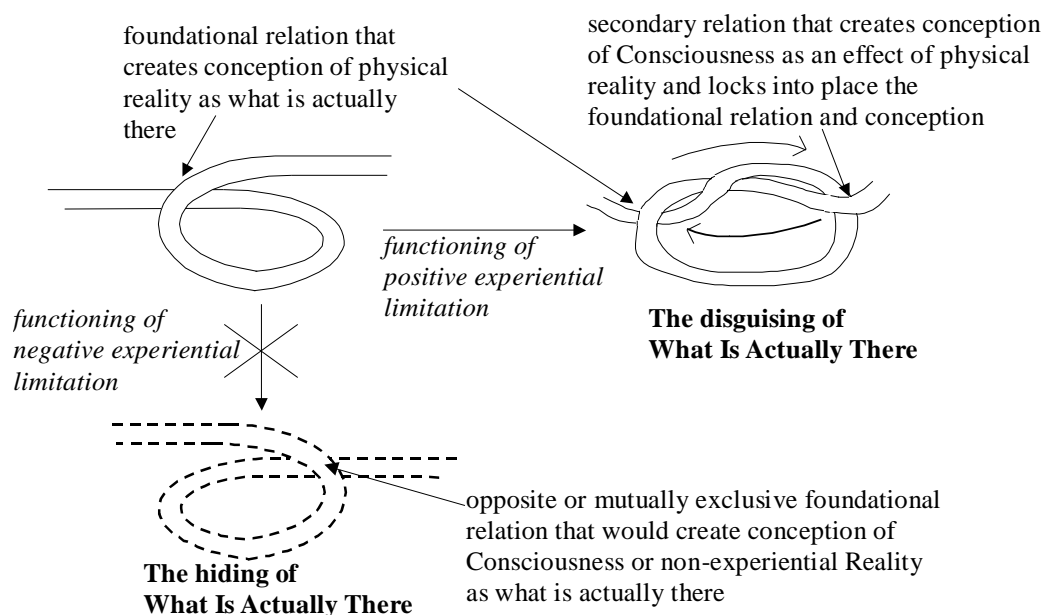 foundational relation that
creates conception of physical
reality as what is actually
there
secondary relation that creates conception
of Consciousness as an effect of physical
reality and locks into place the
foundational relation and conception
functioning of
positive experiential
limitation
The disguising of
What Is Actually There
functioning of
negative experiential
limitation
opposite or mutually exclusive foundational
relation that would create conception of
Consciousness or non-experiential Reality
as what is actually there
The hiding of
What Is Actually There